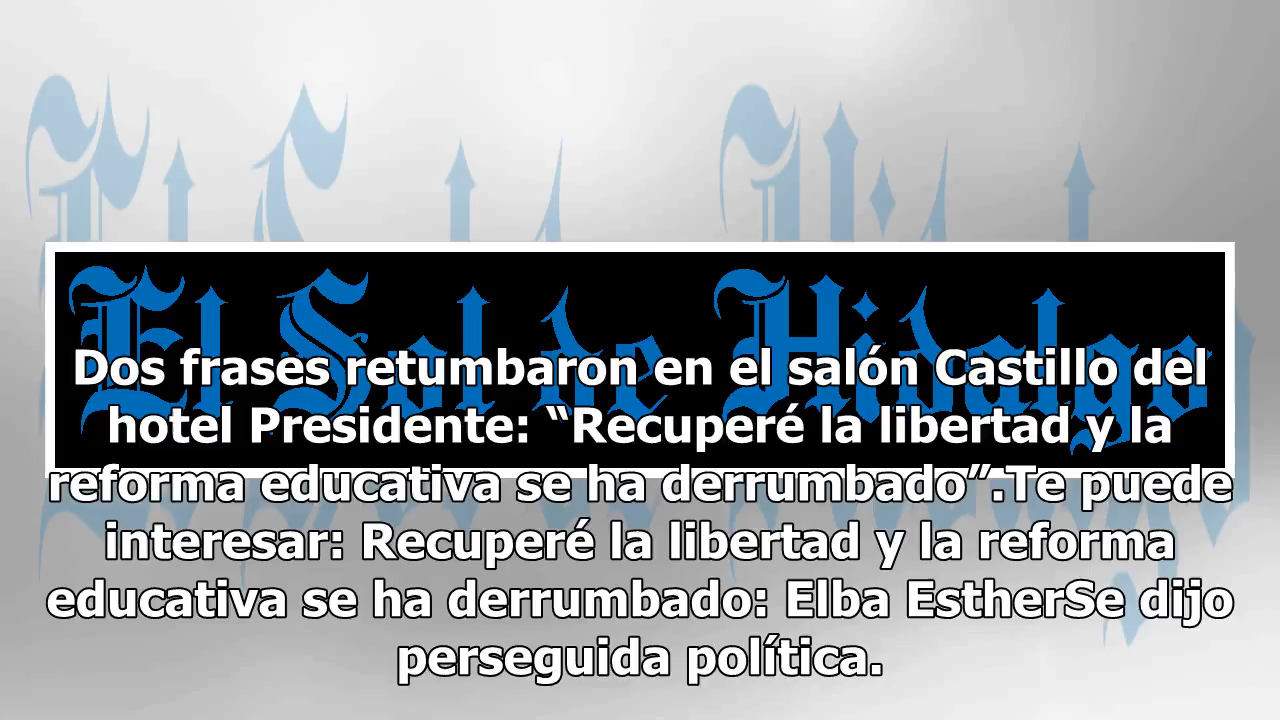 El Sol de Hidalgo
Dos frases retumbaron en el salón Castillo del
hotel Presidente: “Recuperé la libertad y la
reforma educativa se ha derrumbado”.Te puede
interesar: Recuperé la libertad y la reforma
educativa se ha derrumbado: Elba EstherSe dijo
perseguida política.